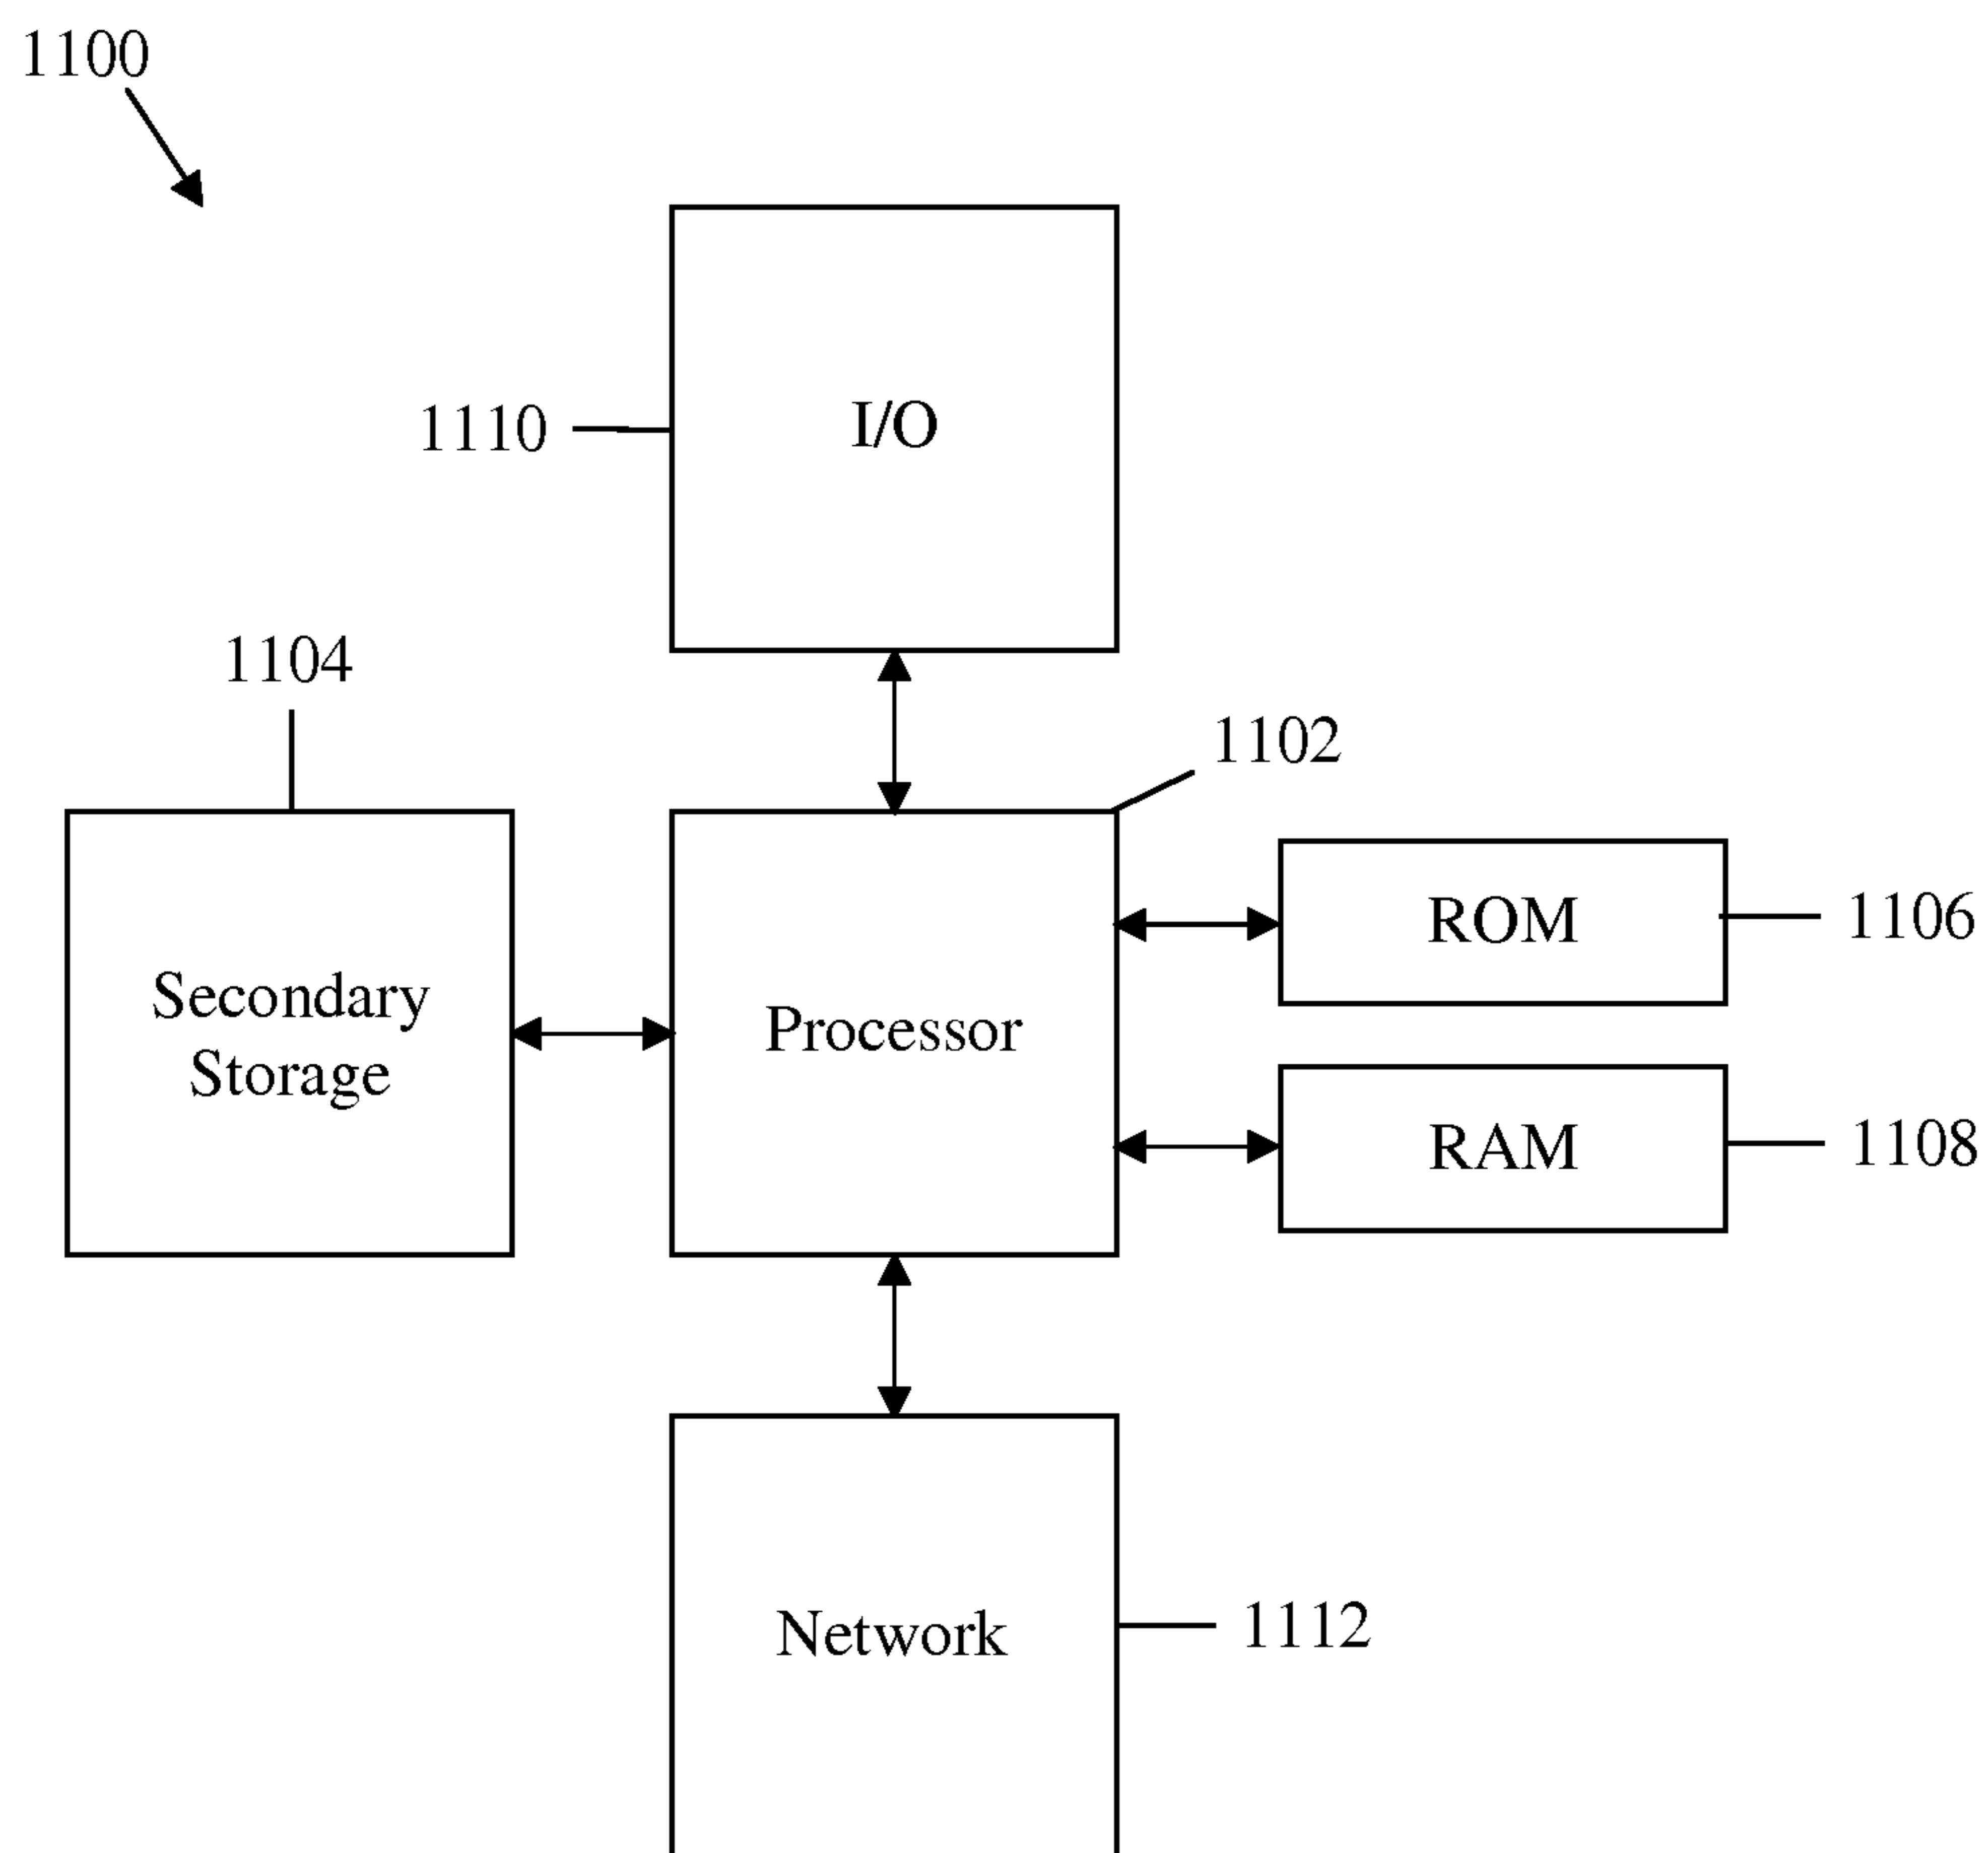 1100
I/O
1110
1104
1102
Secondary
Storage
Processor
ROM
1106
RAM
1108
Network
1112